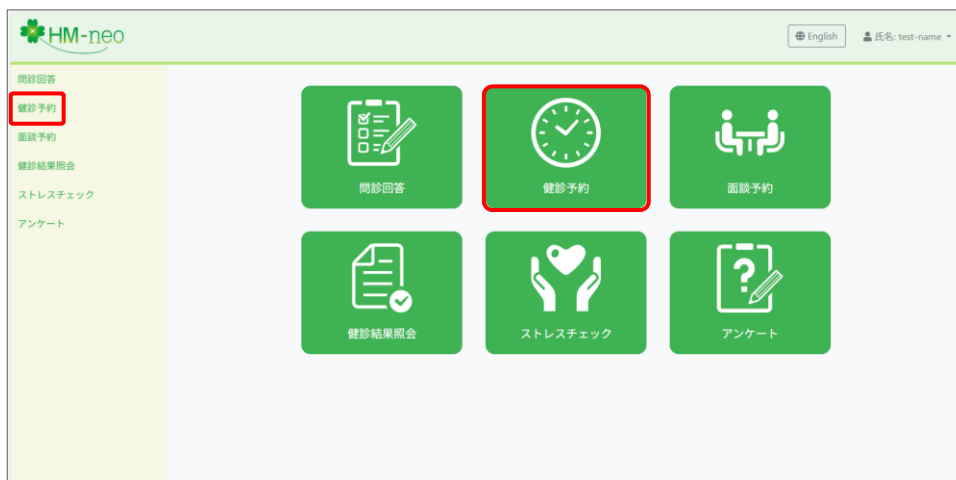 HM-neo
English
氏名: test-name
問診回答
健診予約
面談予約
健診結果照会
ストレスチェック
アンケート
問診回答
健診予約
面談予約
健診結果照会
ストレスチェック
アンケート